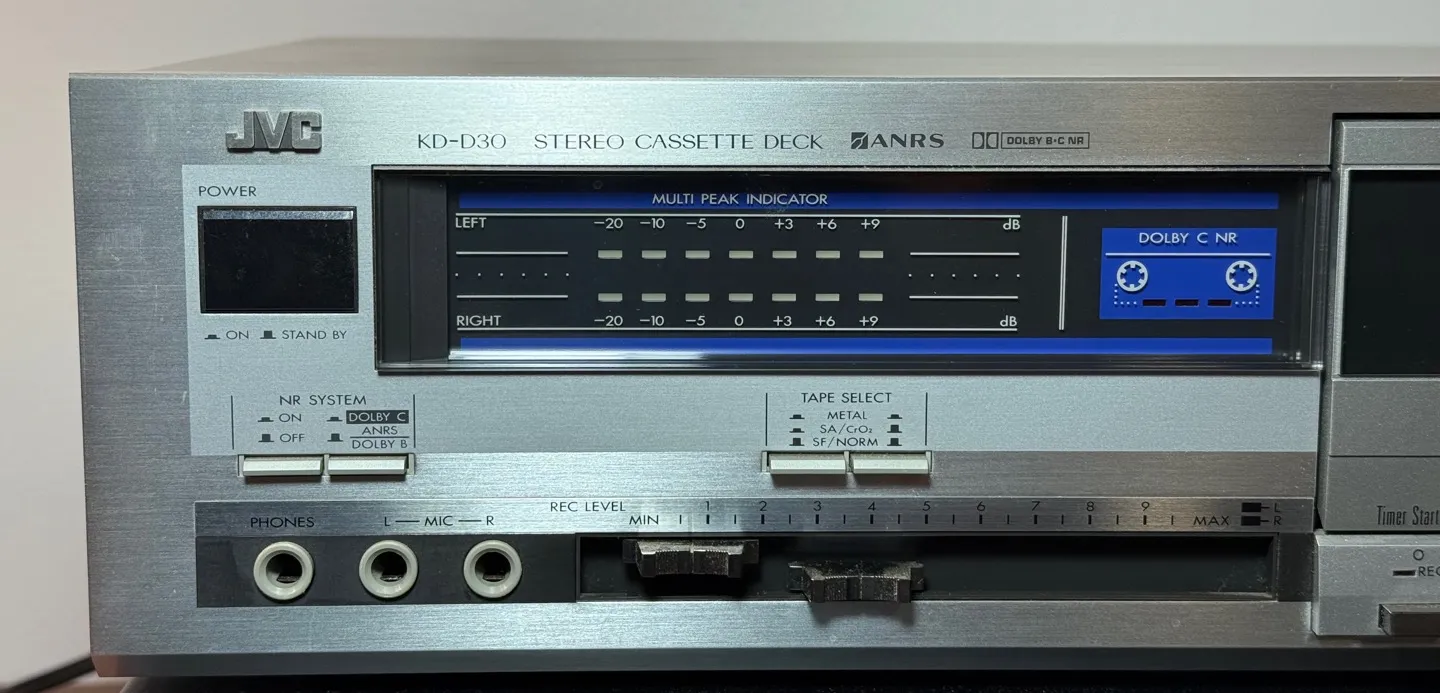 JVC
KD-D30 STEREO CASSETTE DECK ANRS DOLBY B·C NR
POWER
ON STAND BY
MULTI PEAK INDICATOR
LEFT -20 -10 -5 0 +3 +6 +9 dB
RIGHT -20 -10 -5 0 +3 +6 +9 dB
DOLBY C NR
NR SYSTEM
ON DOLBY C
ANRS
OFF DOLBY B
TAPE SELECT
METAL
SA/CrO₂
SF/NORM
PHONES
L MIC R
REC LEVEL
MIN 1 2 3 4 5 6 7 8 9 MAX
L
R
Timer Start
REC